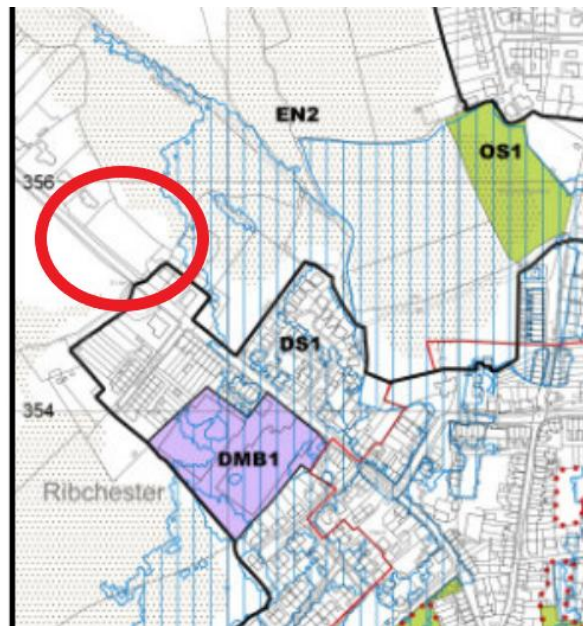 EN2
OS1
356
DS1
354
DMB1
Ribchester